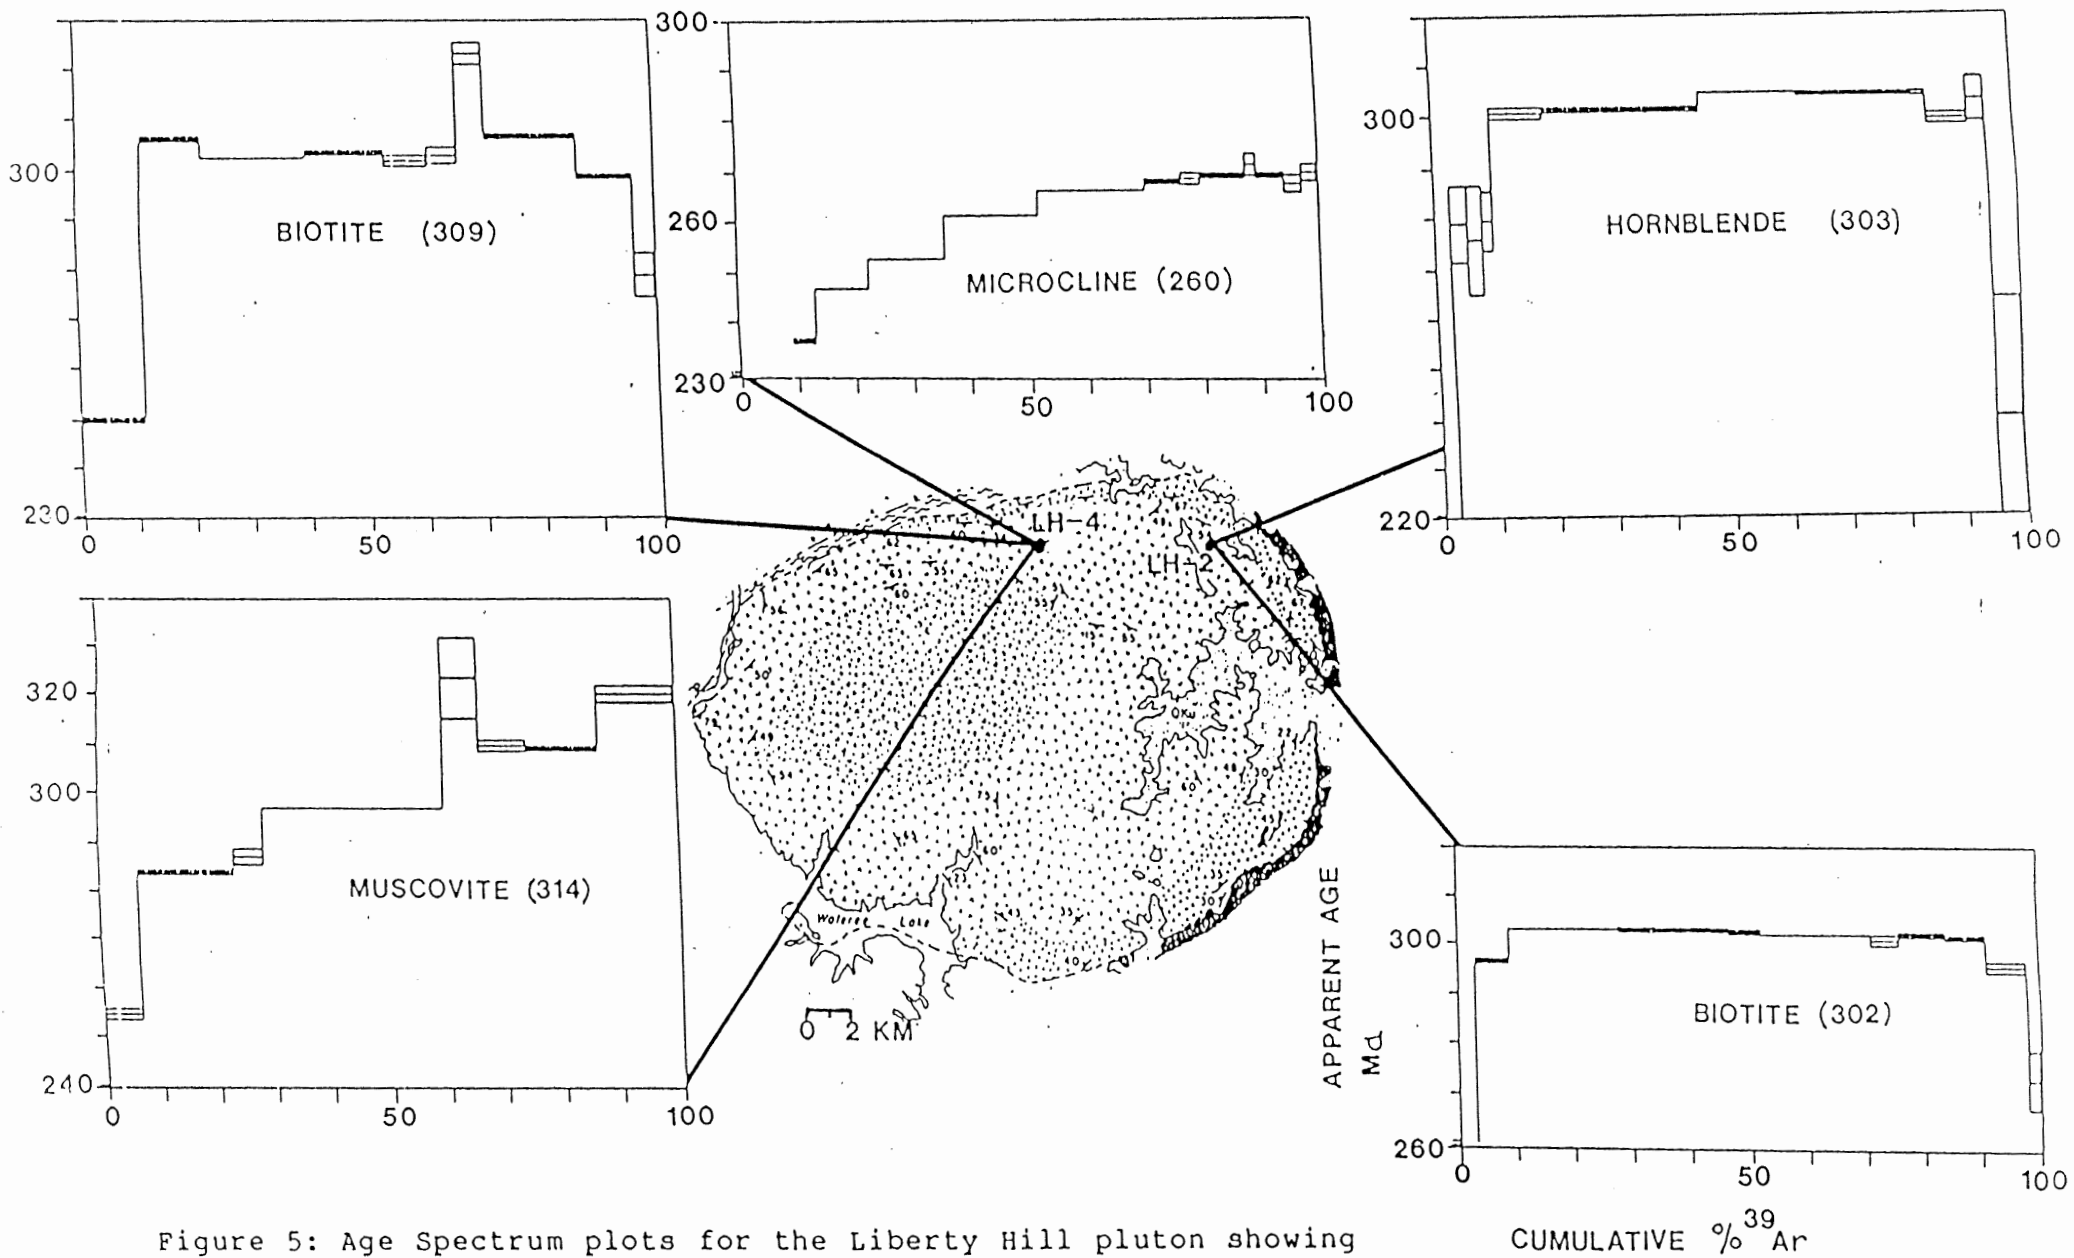 300
230
0
50
100
BIOTITE (309)
300
260
230
0
50
100
MICROCLINE (260)
300
220
0
50
100
HORNBLENDE (303)
320
300
240
0
50
100
MUSCOVITE (314)
LH-4
LH-2
OKW
Wateree Lake
0 2 KM
APPARENT AGE
Ma
300
260
0
50
100
BIOTITE (302)
CUMULATIVE % 39Ar
Figure 5: Age Spectrum plots for the Liberty Hill pluton showing